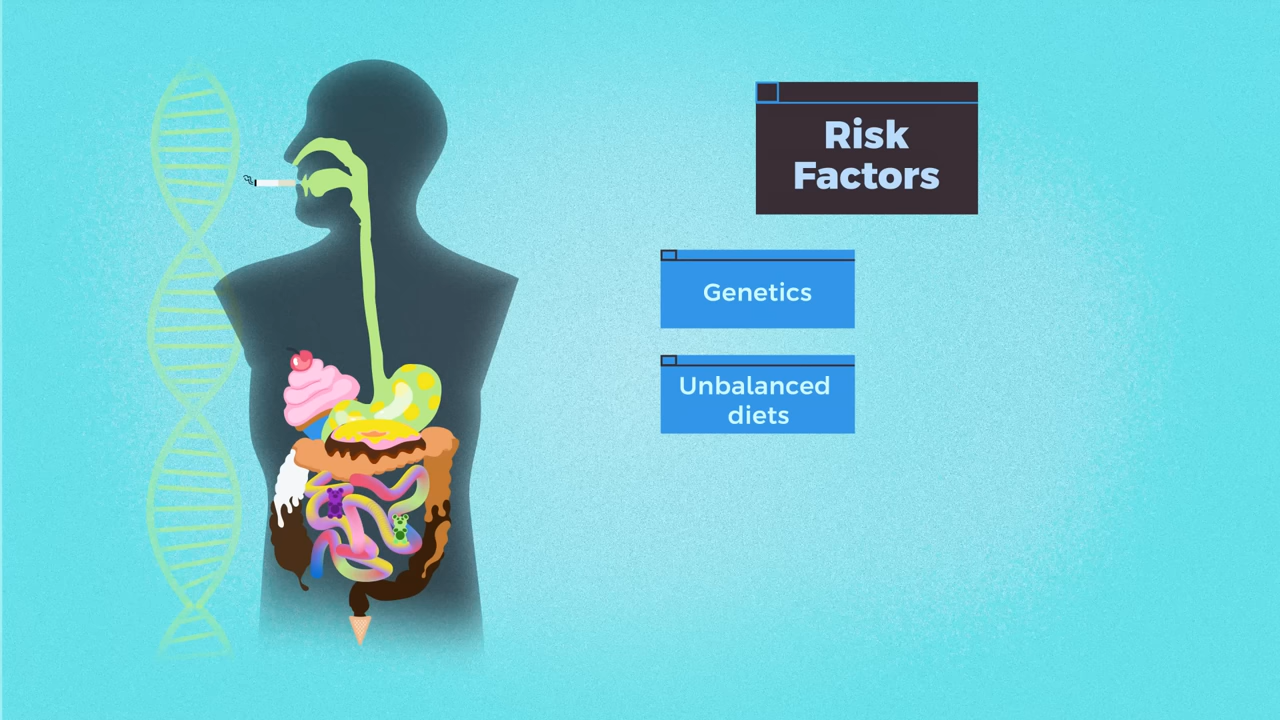 Risk
Factors
Genetics
Unbalanced
diets